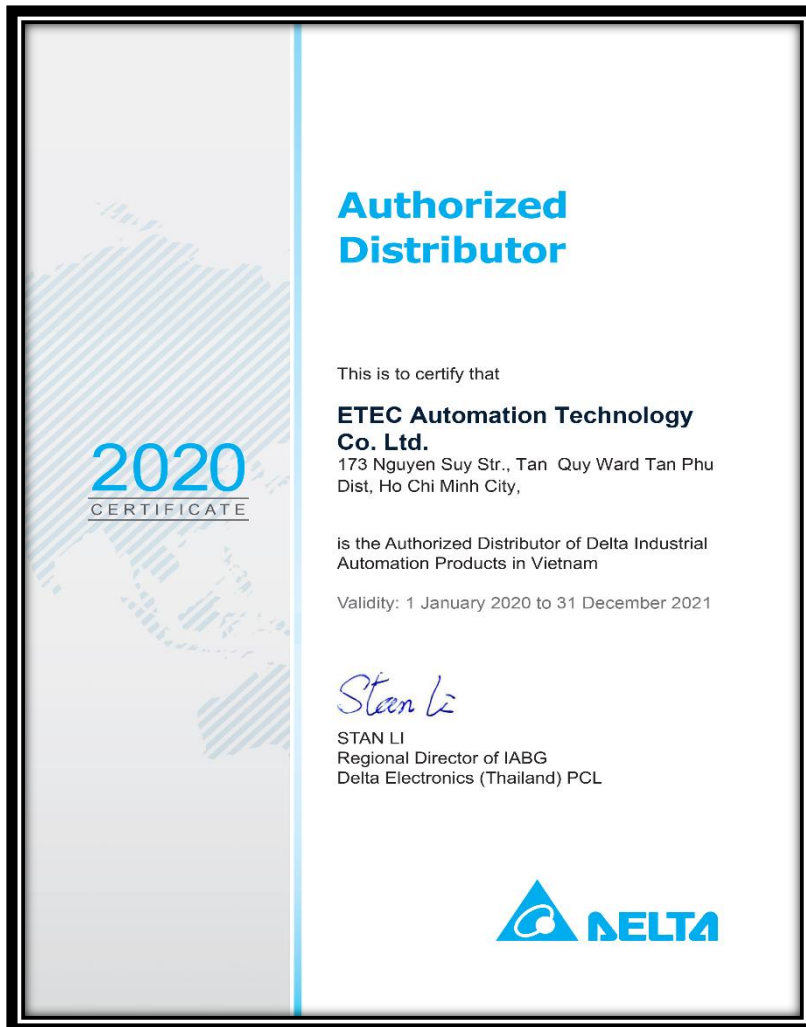 Authorized
Distributor
This is to certify that
ETEC Automation Technology
Co. Ltd.
173 Nguyen Suy Str., Tan Quy Ward Tan Phu
Dist, Ho Chi Minh City,
2020
CERTIFICATE
is the Authorized Distributor of Delta Industrial
Automation Products in Vietnam
Validity: 1 January 2020 to 31 December 2021
Stan Li
STAN LI
Regional Director of IABG
Delta Electronics (Thailand) PCL
DELTA